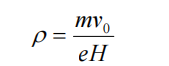 ρ = mv₀ / eH